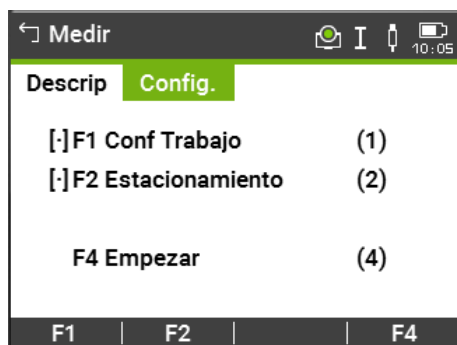 Medir
10:05
Descrip Config.
[·] F1 Conf Trabajo (1)
[·] F2 Estacionamiento (2)
F4 Empezar (4)
F1 F2 F4